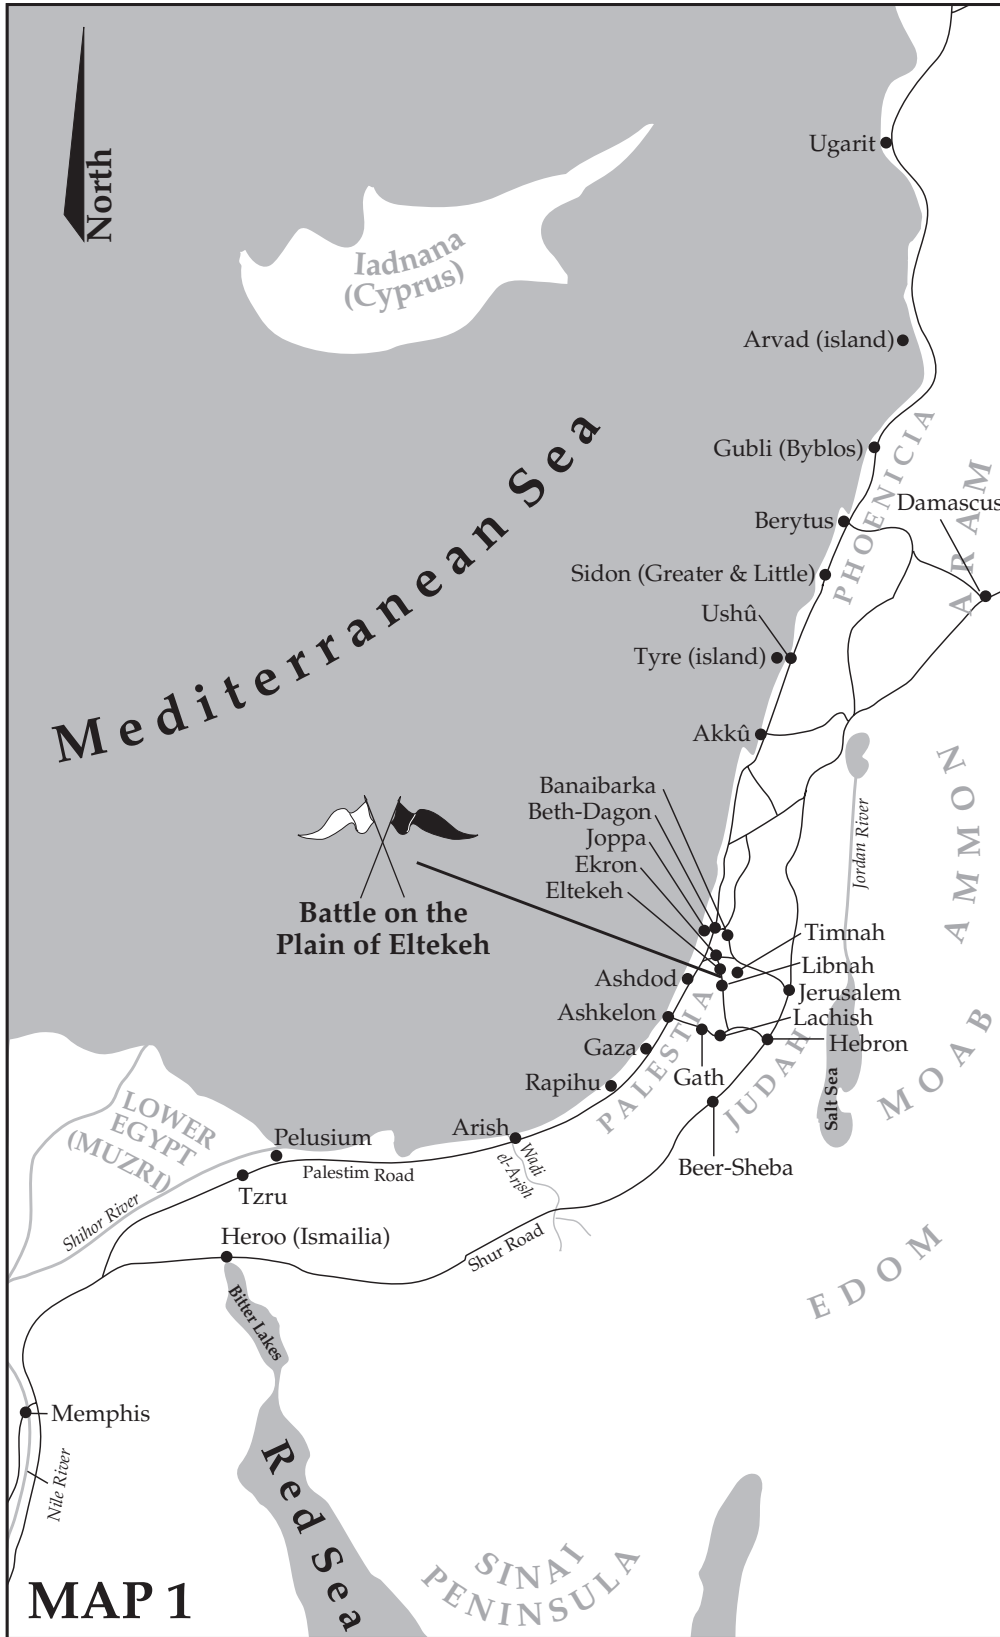 North
Ugarit
Iadnana
(Cyprus)
Arvad (island)
Mediterranean Sea
Gubli (Byblos)
PHOENICIA
ARAM
Damascus
Berytus
Sidon (Greater & Little)
Ushû
Tyre (island)
Akkû
Banaibarka
Beth-Dagon
Joppa
Ekron
Eltekeh
Jordan River
AMMON
Battle on the
Plain of Eltekeh
Timnah
Libnah
Ashdod
Jerusalem
Ashkelon
Lachish
Gaza
Hebron
Rapihu
Gath
PALESTIA
JUDAH
Salt Sea
MOAB
LOWER
EGYPT
(MUZRI)
Pelusium
Arish
Wadi
el-Arish
Palestim Road
Beer-Sheba
Tzru
Shihor River
Heroo (Ismailia)
Shur Road
EDOM
Bitter Lakes
Memphis
Nile River
Red Sea
SINAI
PENINSULA
MAP 1